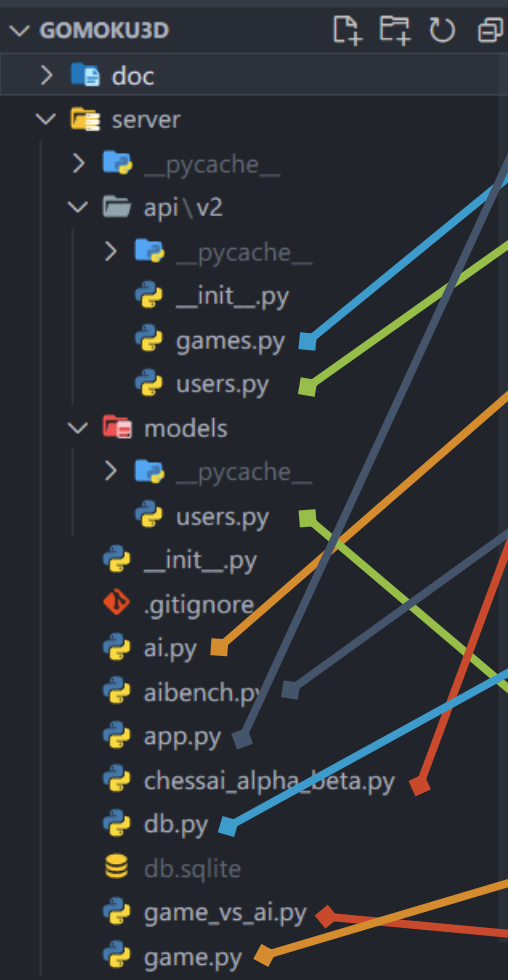 GOMOKU3D
doc
server
__pycache__
api\v2
__pycache__
__init__.py
games.py
users.py
models
__pycache__
users.py
__init__.py
.gitignore
ai.py
aibench.py
app.py
chessai_alpha_beta.py
db.py
db.sqlite
game_vs_ai.py
game.py